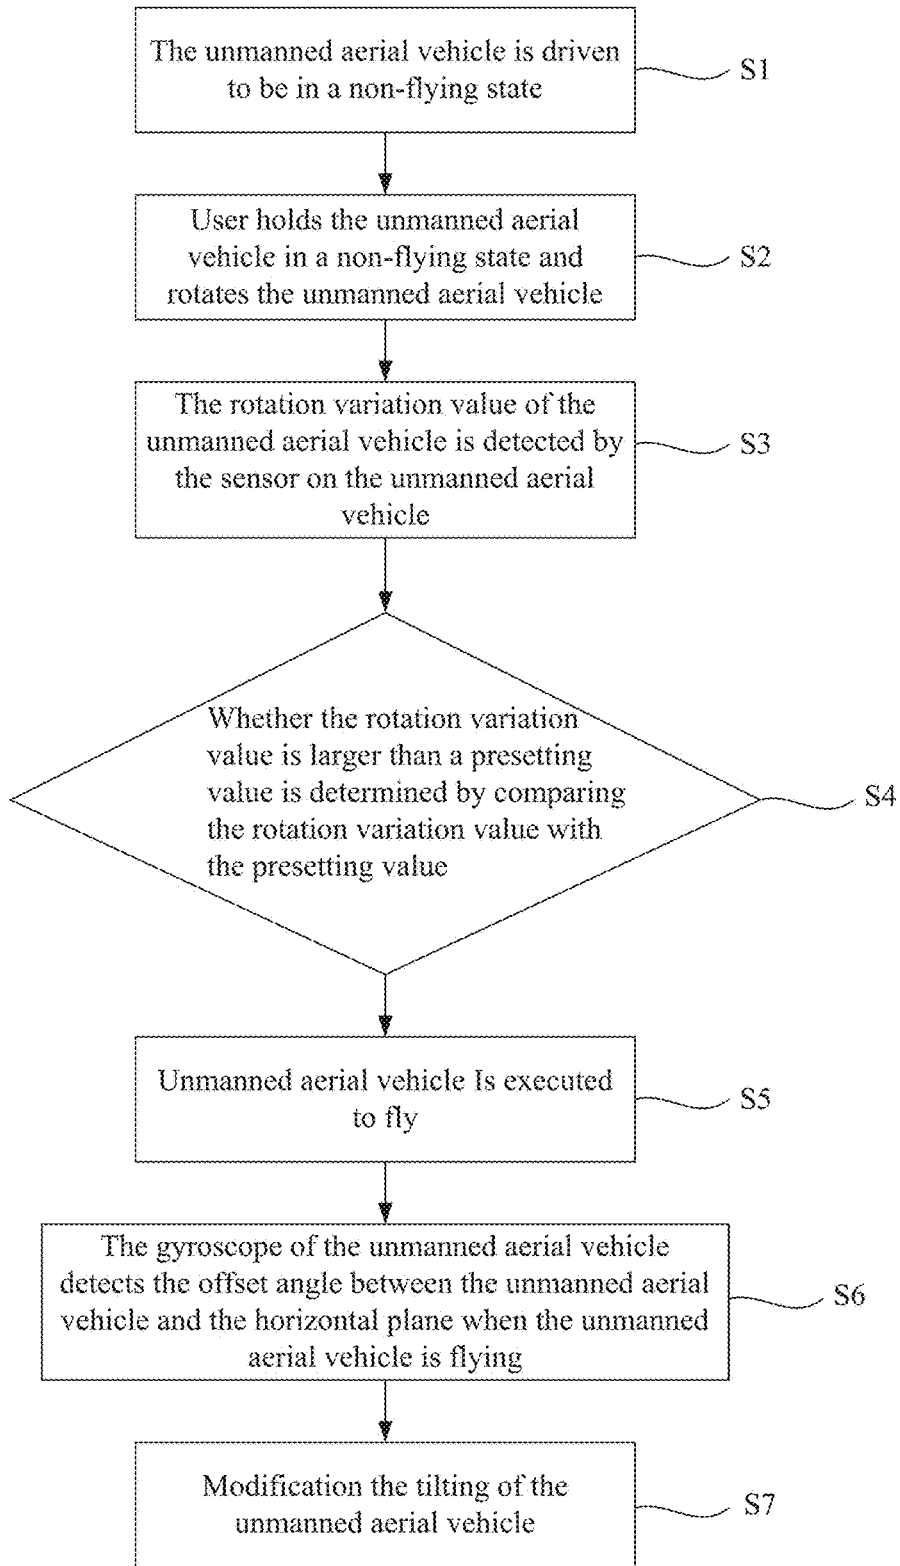 The unmanned aerial vehicle is driven
to be in a non-flying state
S1
User holds the unmanned aerial
vehicle in a non-flying state and
rotates the unmanned aerial vehicle
S2
The rotation variation value of the
unmanned aerial vehicle is detected by
the sensor on the unmanned aerial
vehicle
S3
Whether the rotation variation
value is larger than a presetting
value is determined by comparing
the rotation variation value with
the presetting value
S4
Unmanned aerial vehicle Is executed
to fly
S5
The gyroscope of the unmanned aerial vehicle
detects the offset angle between the unmanned aerial
vehicle and the horizontal plane when the unmanned
aerial vehicle is flying
S6
Modification the tilting of the
unmanned aerial vehicle
S7